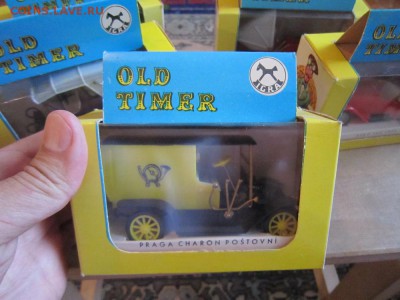 OLD
TIMER
IGRA
PRAGA CHARON POŠTOVNÍ
OLD
TIMER